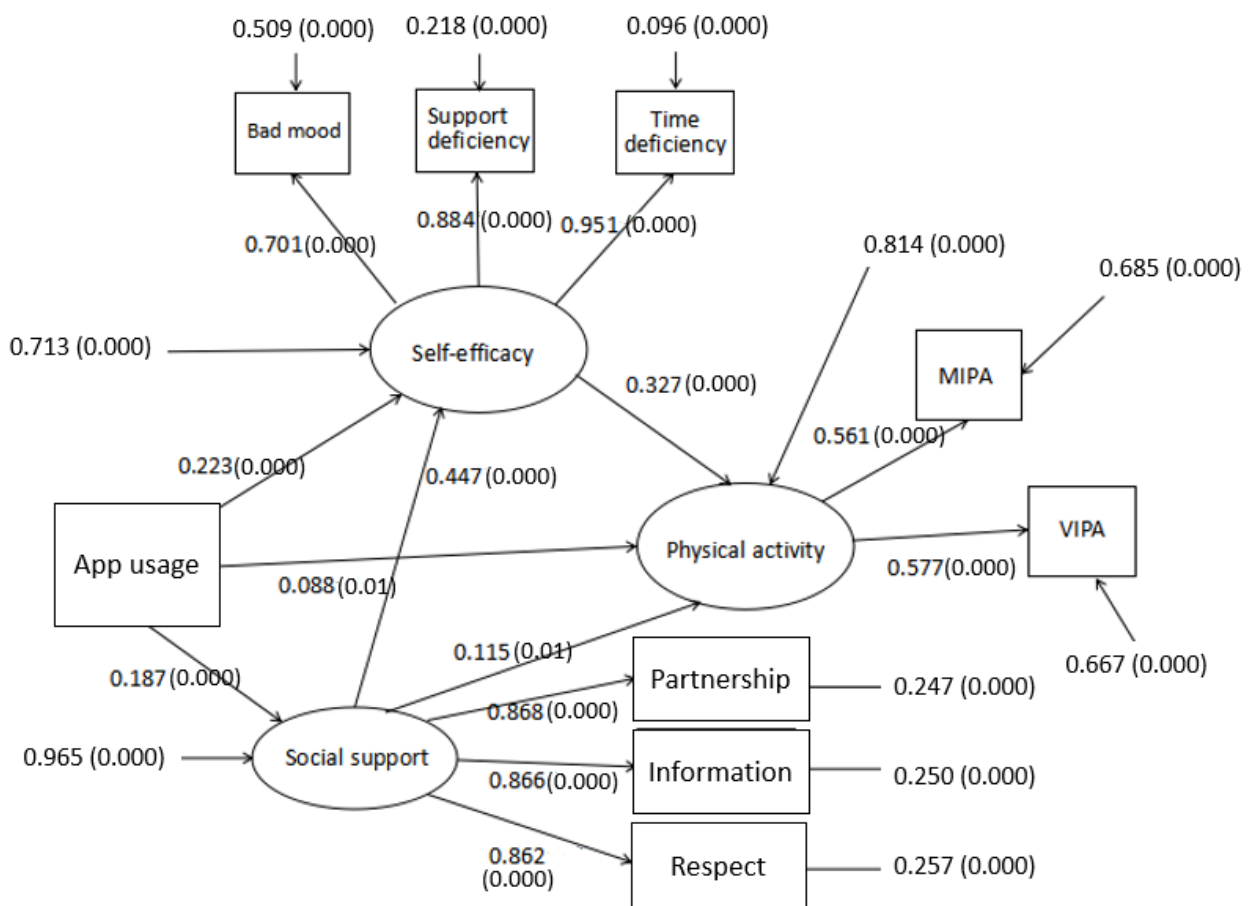 0.509 (0.000)
0.218 (0.000)
0.096 (0.000)
Bad mood
Support
deficiency
Time
deficiency
0.701(0.000)
0.884 (0.000)
0.951 (0.000)
0.814 (0.000)
0.685 (0.000)
0.713 (0.000)
Self-efficacy
MIPA
0.327(0.000)
0.561(0.000)
0.223(0.000)
0.447(0.000)
App usage
Physical activity
VIPA
0.088(0.01)
0.577(0.000)
0.187(0.000)
0.115(0.01)
0.667 (0.000)
Partnership
0.247 (0.000)
0.868(0.000)
0.965 (0.000)
Social support
Information
0.250 (0.000)
0.866(0.000)
0.862
(0.000)
Respect
0.257 (0.000)